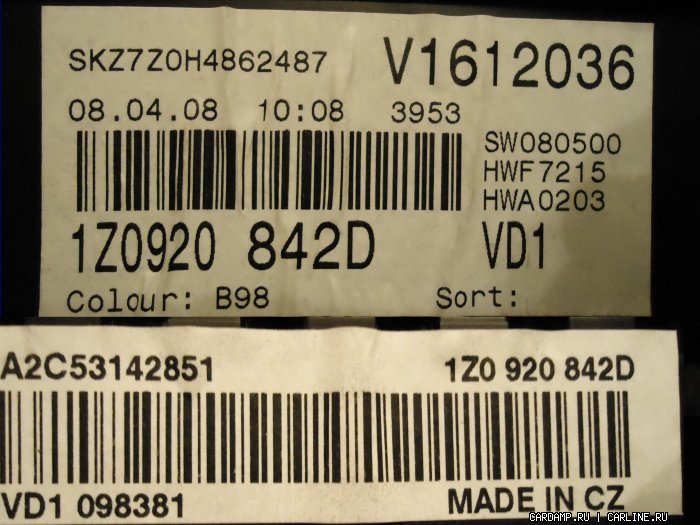 SKZ7Z0H4862487 V1612036
08.04.08 10:08 3953
SW080500
HWF7215
HWA0203
1Z0920 842D VD1
Colour: B98 Sort:
A2C53142851 1Z0 920 842D
VD1 098381 MADE IN CZ
CARDAMP.RU | CARLINE.RU